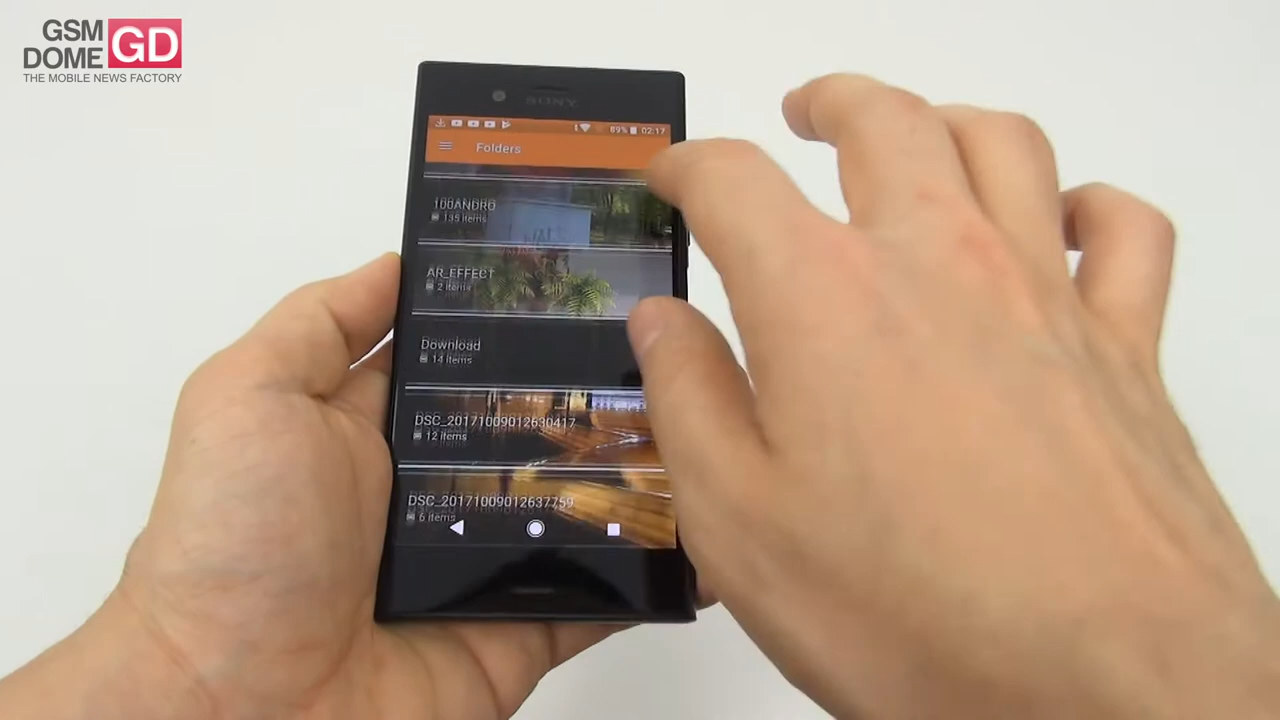 GSM
DOME GD
THE MOBILE NEWS FACTORY
SONY
89% 02:17
Folders
100ANDRO
135 items
AR_EFFECT
2 items
Download
14 items
DSC_20171009012630417
12 items
DSC_20171009012637759
6 items